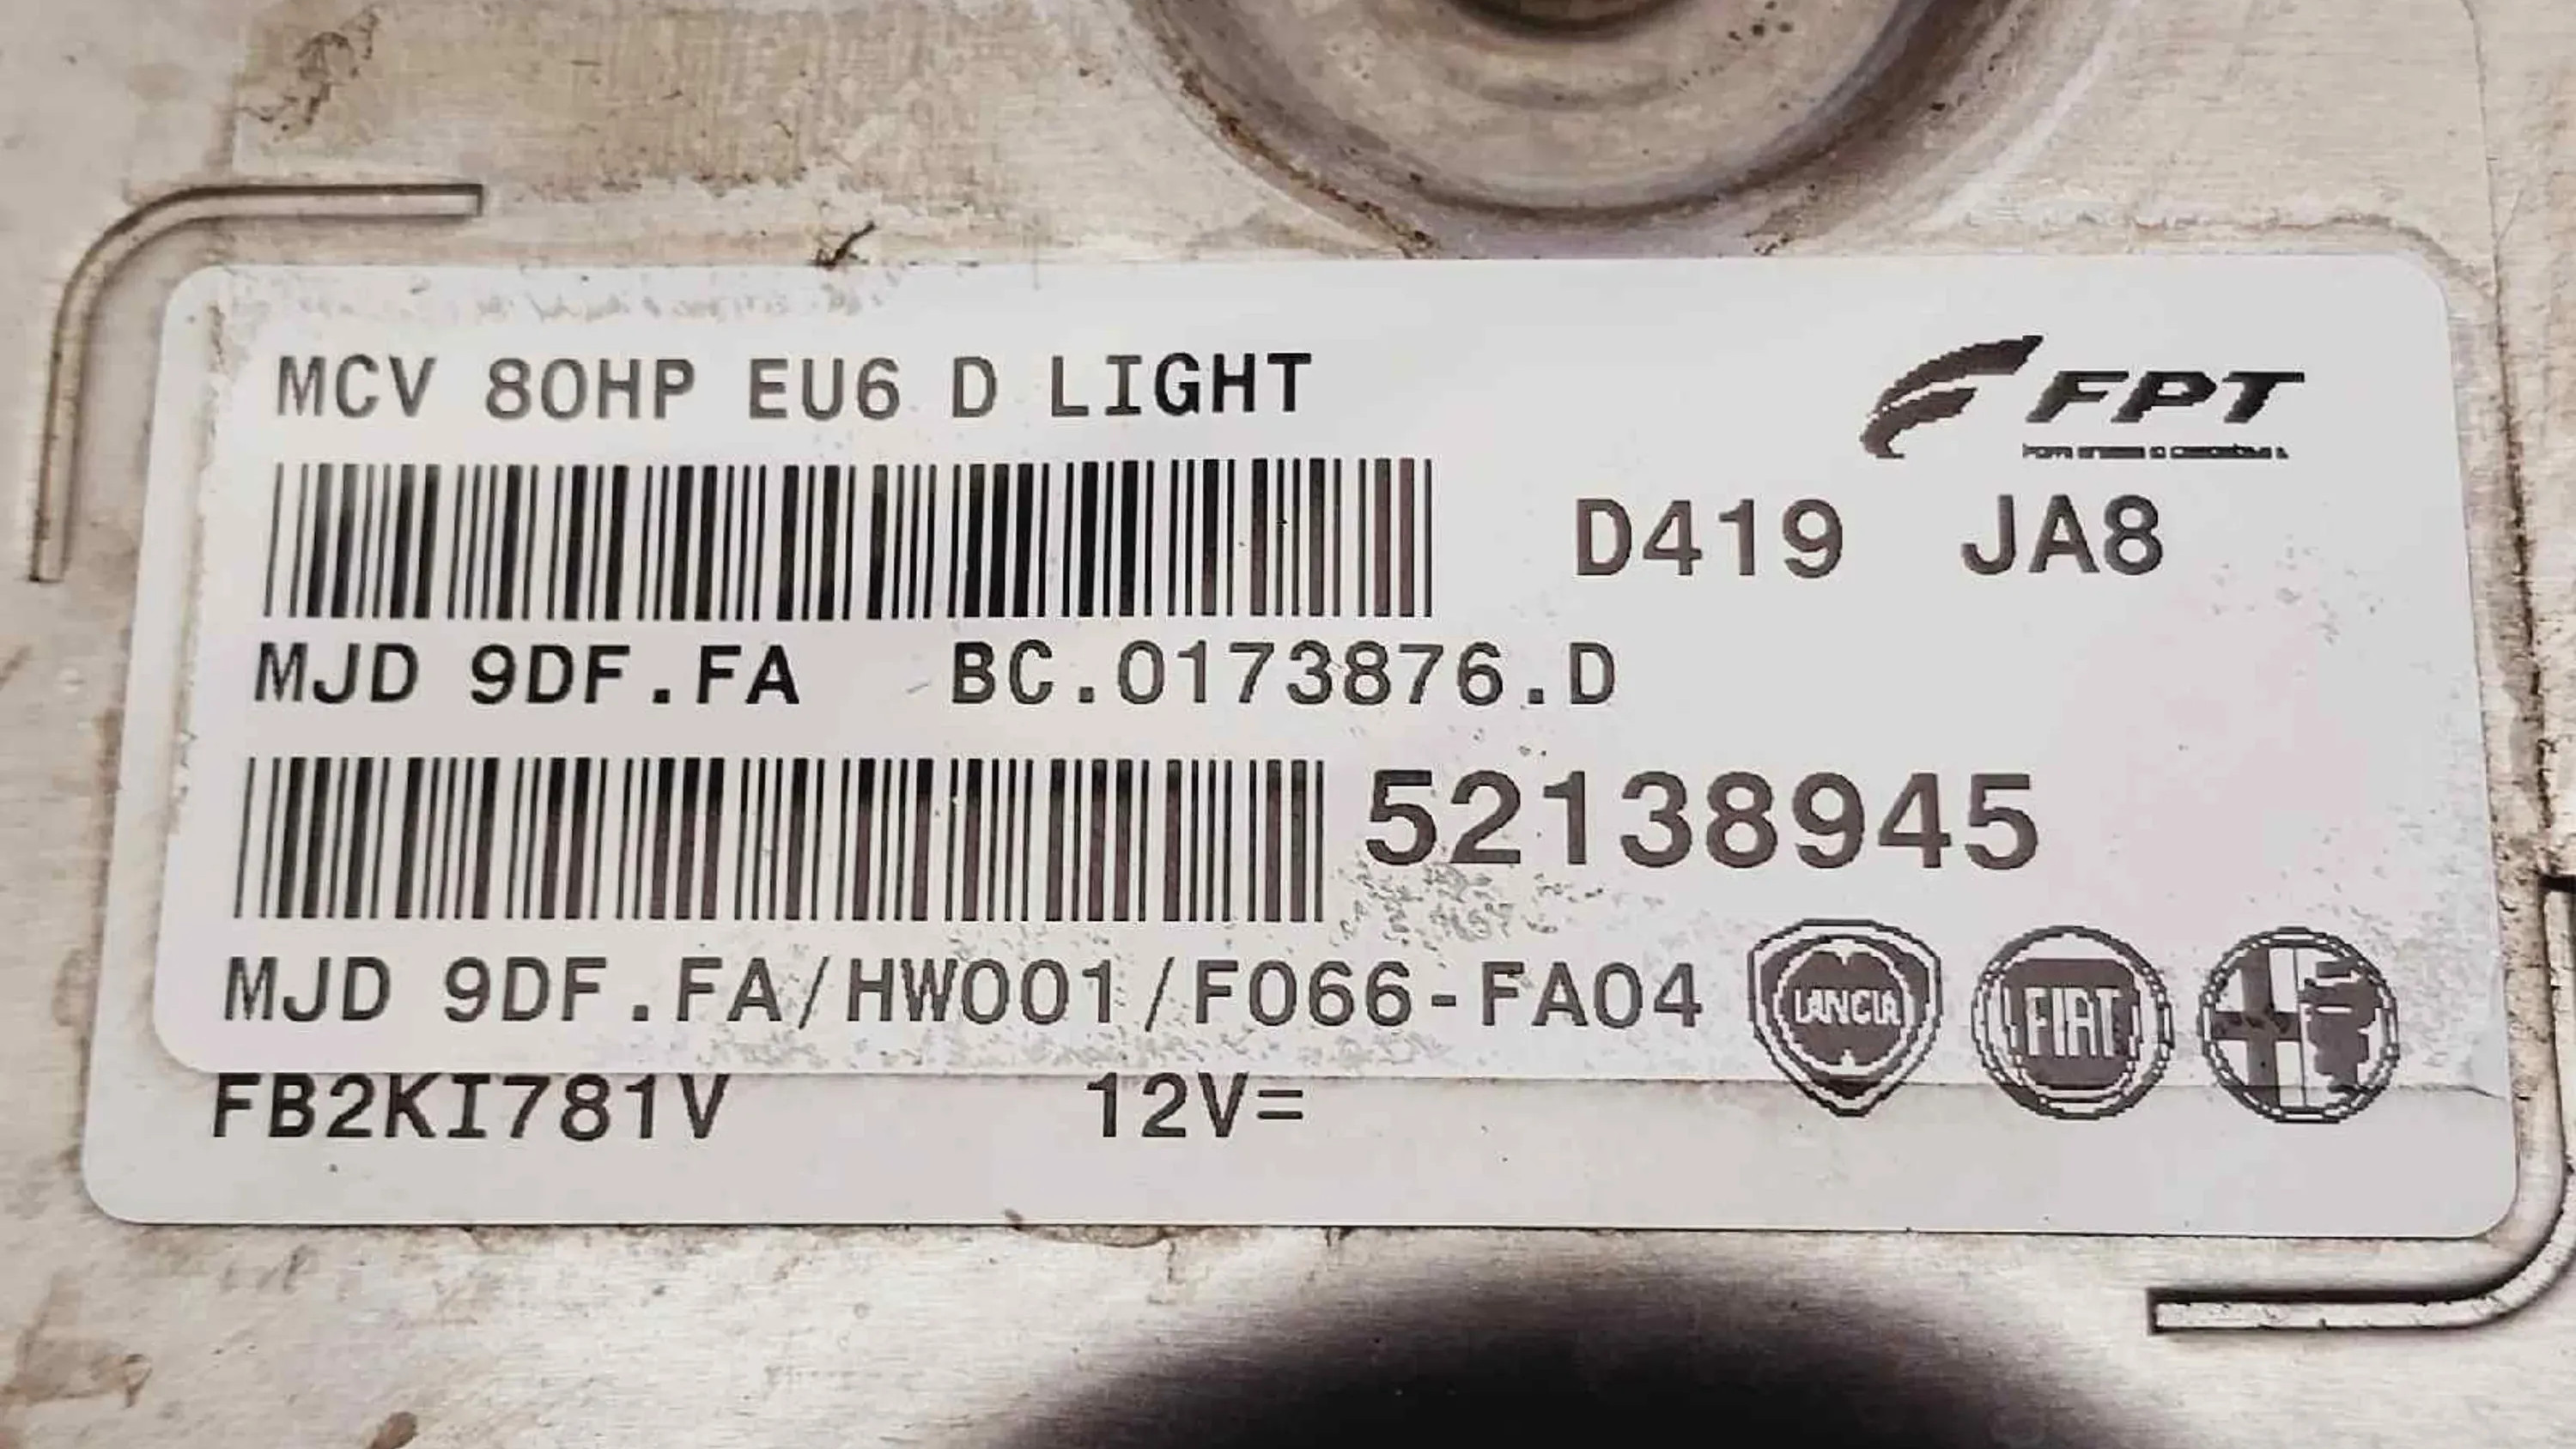 MCV 80HP EU6 D LIGHT
FPT
D419 JA8
MJD 9DF.FA BC.0173876.D
52138945
MJD 9DF.FA/HW001/F066-FA04
LANCIA
FIAT
FB2KI781V 12V=